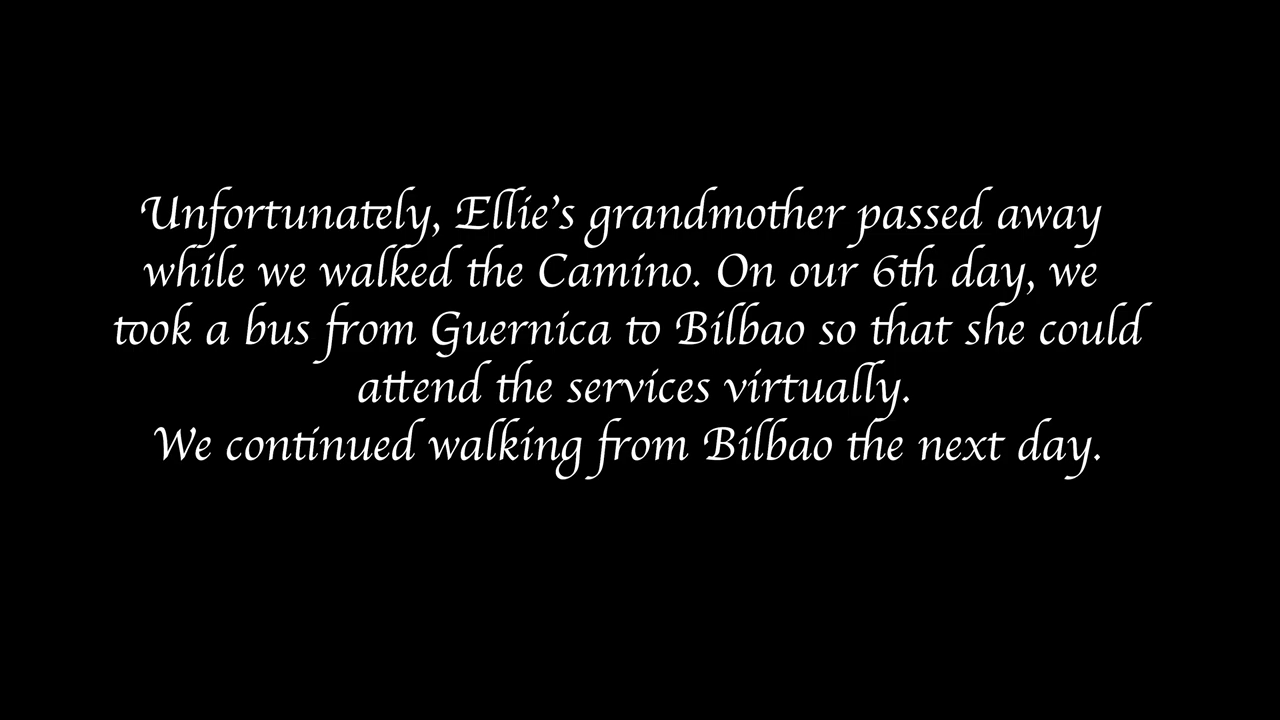 Unfortunately, Ellie's grandmother passed away
while we walked the Camino. On our 6th day, we
took a bus from Guernica to Bilbao so that she could
attend the services virtually.
We continued walking from Bilbao the next day.